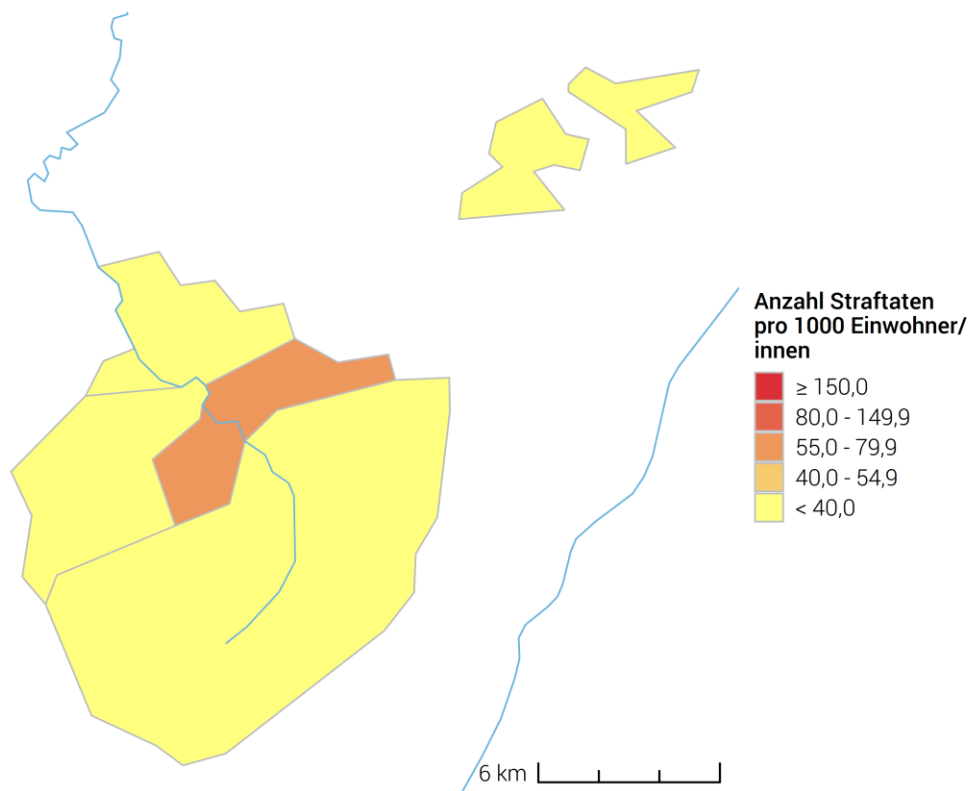 Anzahl Straftaten
pro 1000 Einwohner/
innen
≥ 150,0
80,0 - 149,9
55,0 - 79,9
40,0 - 54,9
< 40,0
6 km